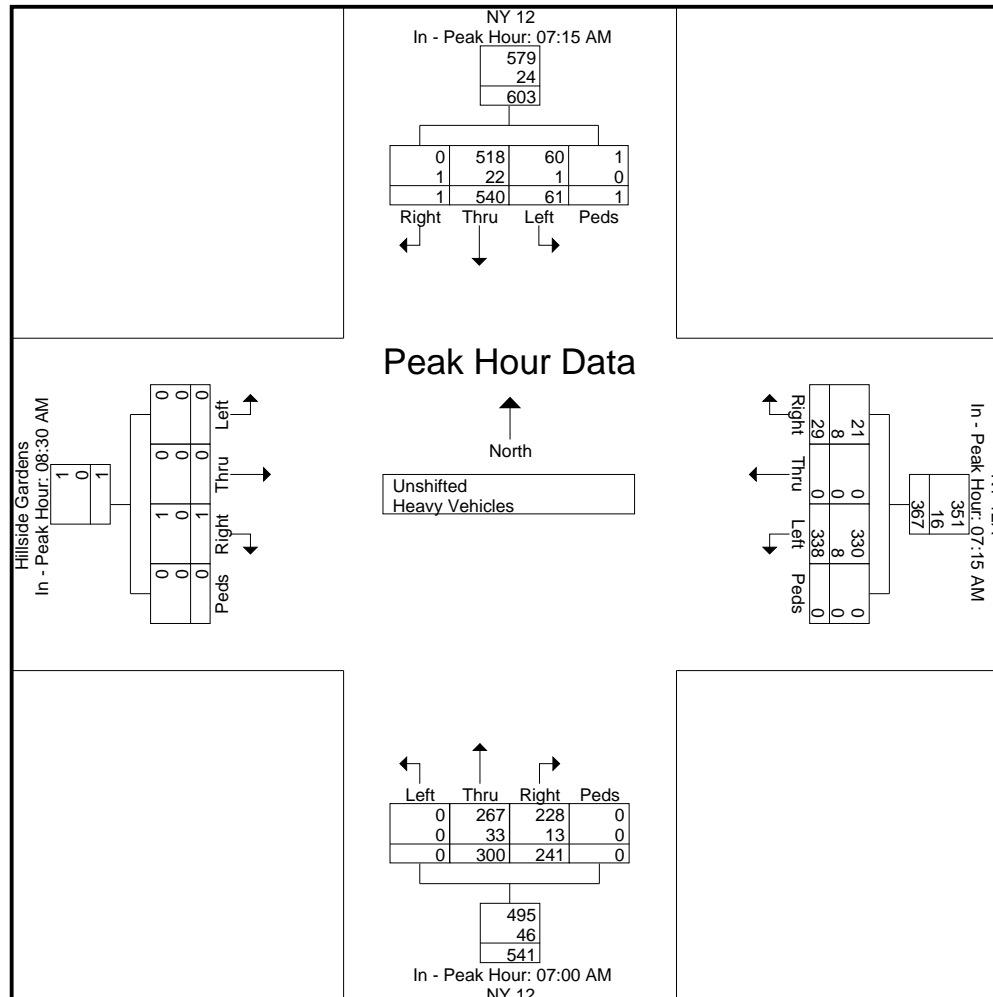 NY 12
In - Peak Hour: 07:15 AM
579
24
603
0 518 60 1
1 22 1 0
1 540 61 1
Right Thru Left Peds
Peak Hour Data
North
Unshifted
Heavy Vehicles
Hillside Gardens
In - Peak Hour: 08:30 AM
1
0
1
0 0 1 0
0 0 0 0
0 0 1 0
Left Thru Right Peds
In - Peak Hour: 07:15 AM
351
16
367
21 0 330 0
8 0 8 0
29 0 338 0
Right Thru Left Peds
Left Thru Right Peds
0 267 228 0
0 33 13 0
0 300 241 0
495
46
541
In - Peak Hour: 07:00 AM
NY 12